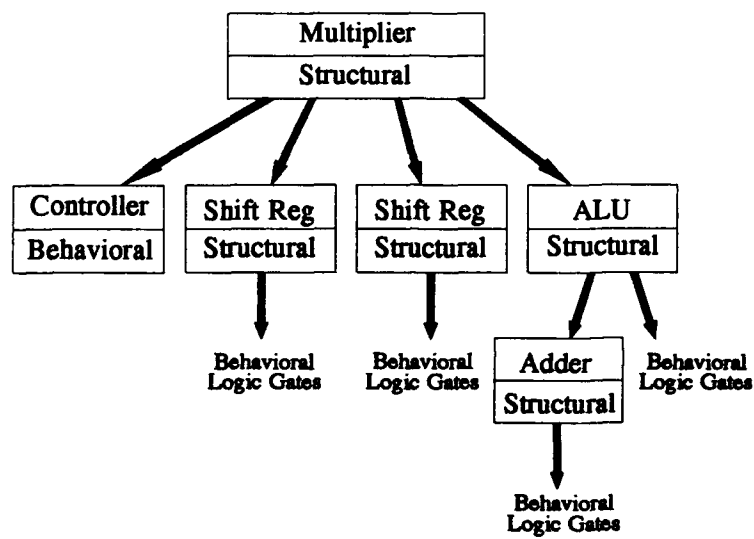 Multiplier
Structural
Controller
Behavioral
Shift Reg
Structural
Shift Reg
Structural
ALU
Structural
Behavioral
Logic Gates
Behavioral
Logic Gates
Adder
Structural
Behavioral
Logic Gates
Behavioral
Logic Gates